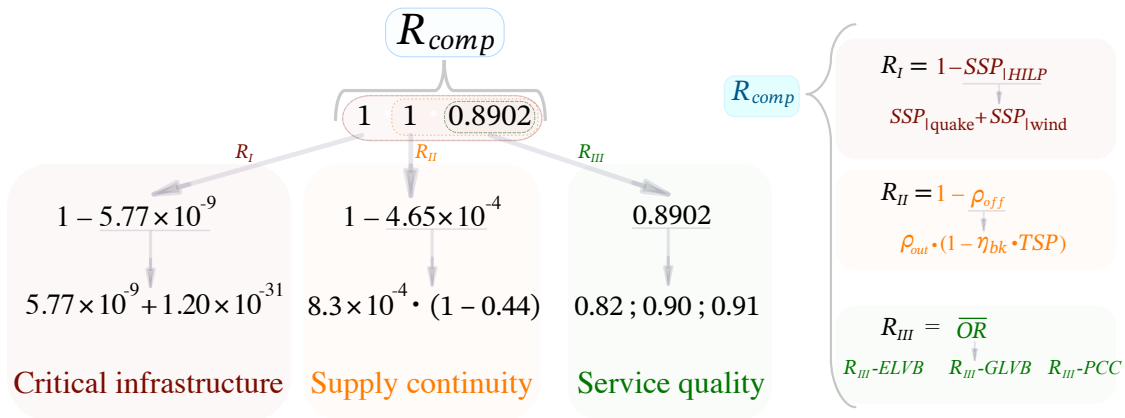 R_comp
1 1 0.8902
R_I R_II R_III
1 – 5.77 × 10^-9
1 – 4.65 × 10^-4
0.8902
5.77 × 10^-9 + 1.20 × 10^-31
8.3 × 10^-4 · (1 – 0.44)
0.82 ; 0.90 ; 0.91
Critical infrastructure
Supply continuity
Service quality
R_comp
R_I = 1 – SSP_|HILP
SSP_|quake + SSP_|wind
R_II = 1 – ρ_off
ρ_out · (1 – η_bk · TSP)
R_III = \overline{OR}
R_III-ELVB R_III-GLVB R_III-PCC